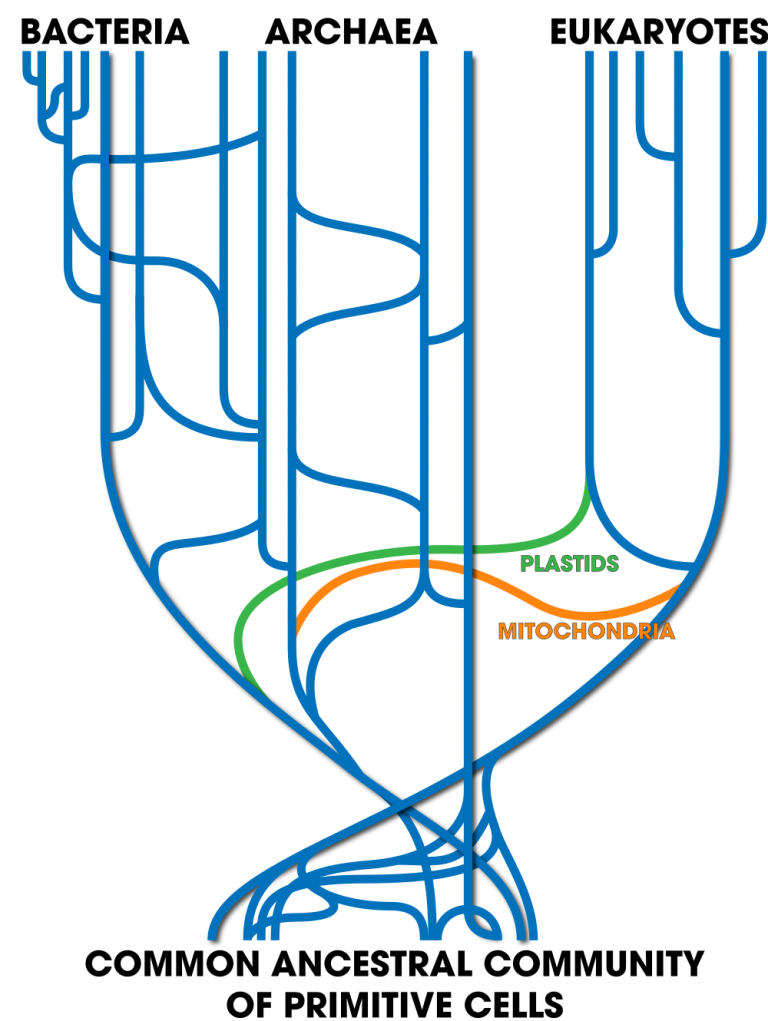 BACTERIA
ARCHAEA
EUKARYOTES
PLASTIDS
MITOCHONDRIA
COMMON ANCESTRAL COMMUNITY
OF PRIMITIVE CELLS